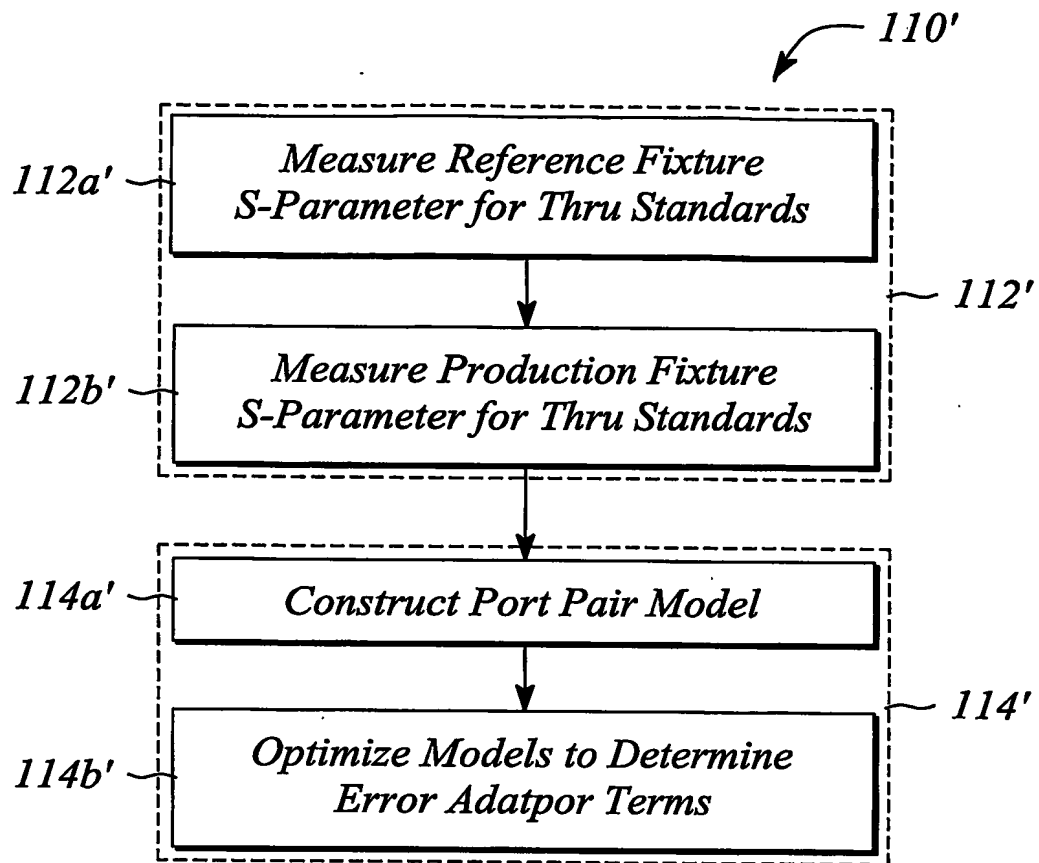 110'
112a'
Measure Reference Fixture
S-Parameter for Thru Standards
112'
112b'
Measure Production Fixture
S-Parameter for Thru Standards
114a'
Construct Port Pair Model
114'
114b'
Optimize Models to Determine
Error Adatpor Terms